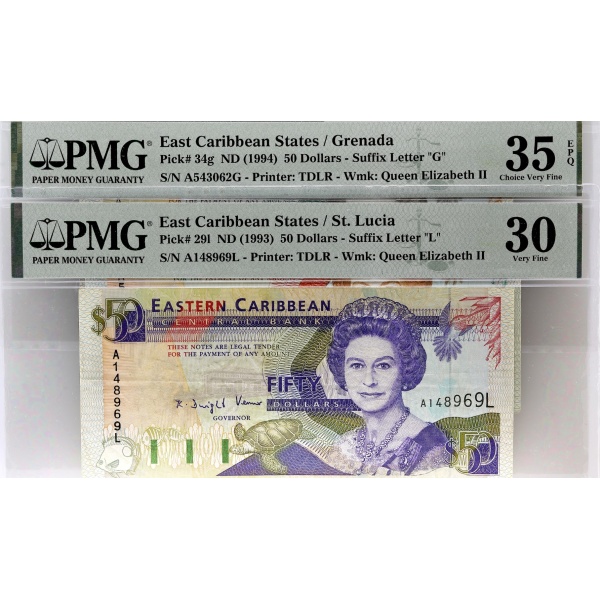 PMG®
PAPER MONEY GUARANTY
East Caribbean States / Grenada
Pick# 34g ND (1994) 50 Dollars - Suffix Letter "G"
S/N A543062G - Printer: TDLR - Wmk: Queen Elizabeth II
35
Choice Very Fine
EPQ
PMG®
PAPER MONEY GUARANTY
East Caribbean States / St. Lucia
Pick# 29l ND (1993) 50 Dollars - Suffix Letter "L"
S/N A148969L - Printer: TDLR - Wmk: Queen Elizabeth II
30
Very Fine
$50
EASTERN CARIBBEAN
CENTRAL BANK
THESE NOTES ARE LEGAL TENDER
FOR THE PAYMENT OF ANY AMOUNT
A148969L
FIFTY
DOLLARS
A148969L
K. Dwight Venner
GOVERNOR
$50